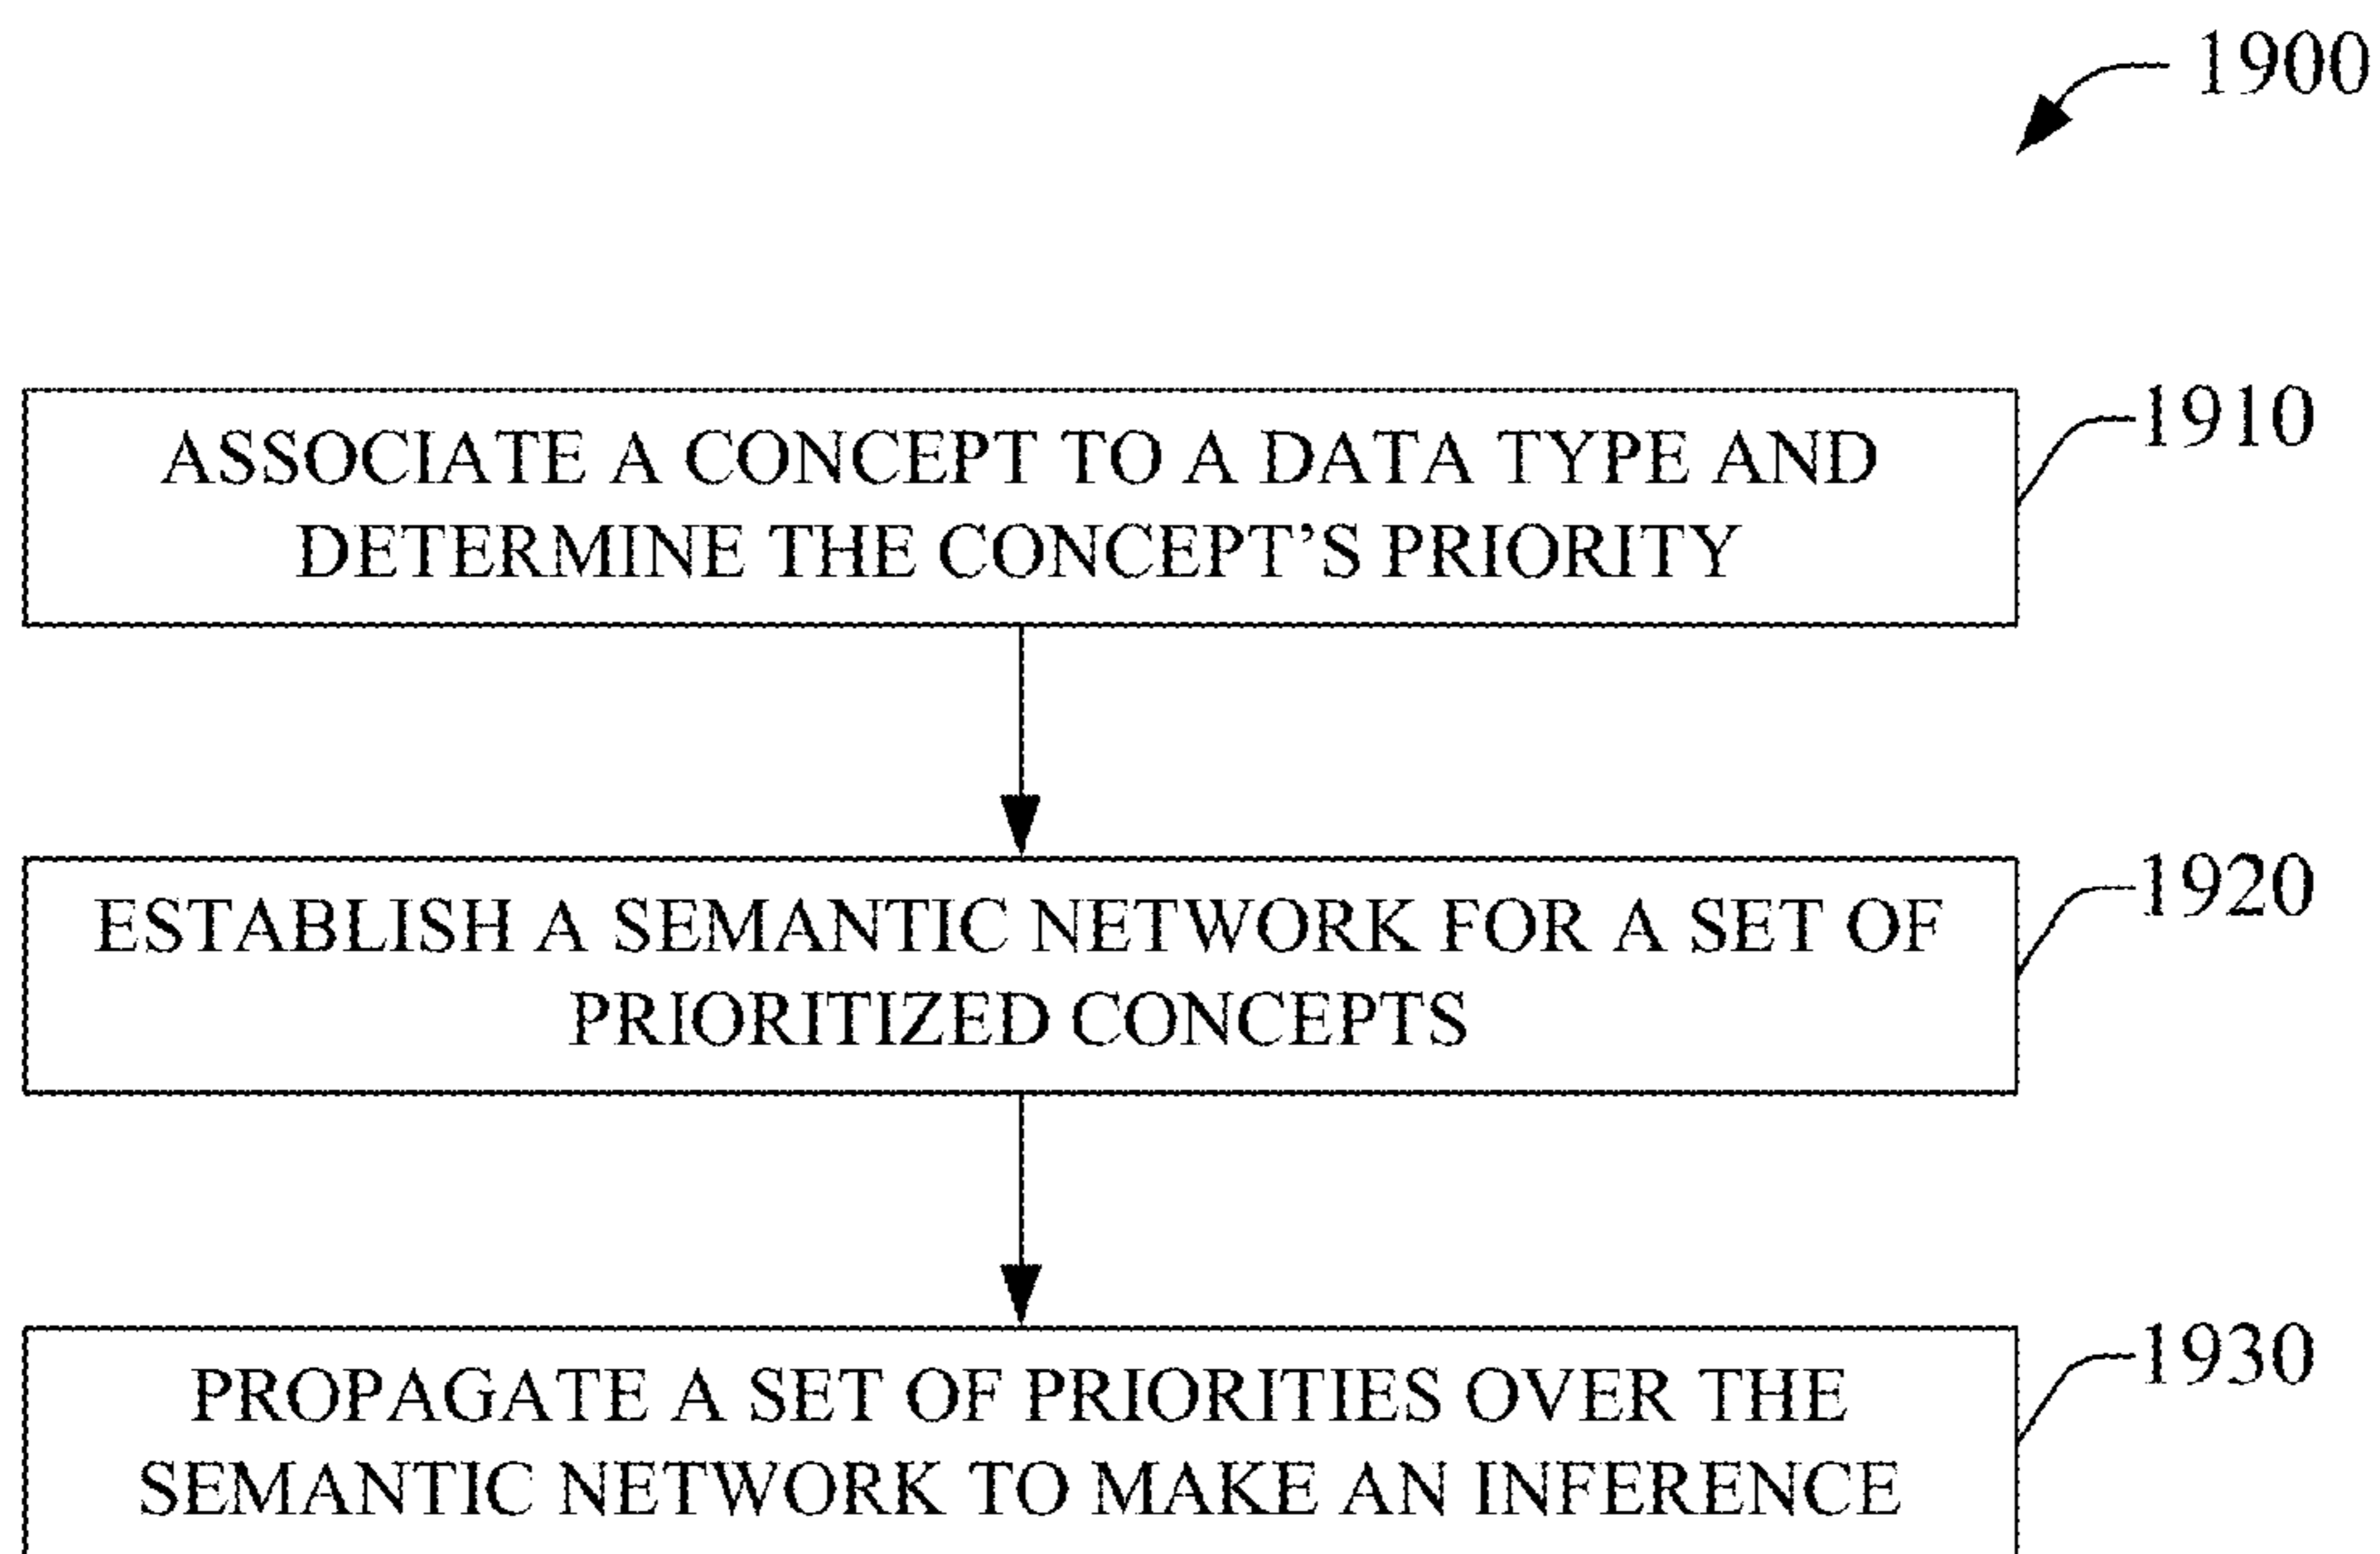 1900
ASSOCIATE A CONCEPT TO A DATA TYPE AND
DETERMINE THE CONCEPT’S PRIORITY
1910
ESTABLISH A SEMANTIC NETWORK FOR A SET OF
PRIORITIZED CONCEPTS
1920
PROPAGATE A SET OF PRIORITIES OVER THE
SEMANTIC NETWORK TO MAKE AN INFERENCE
1930